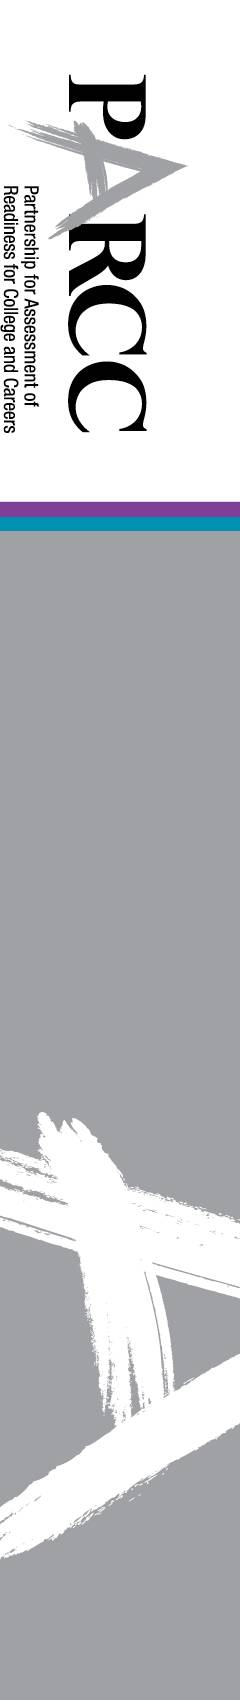 PARCC
Partnership for Assessment of
Readiness for College and Careers